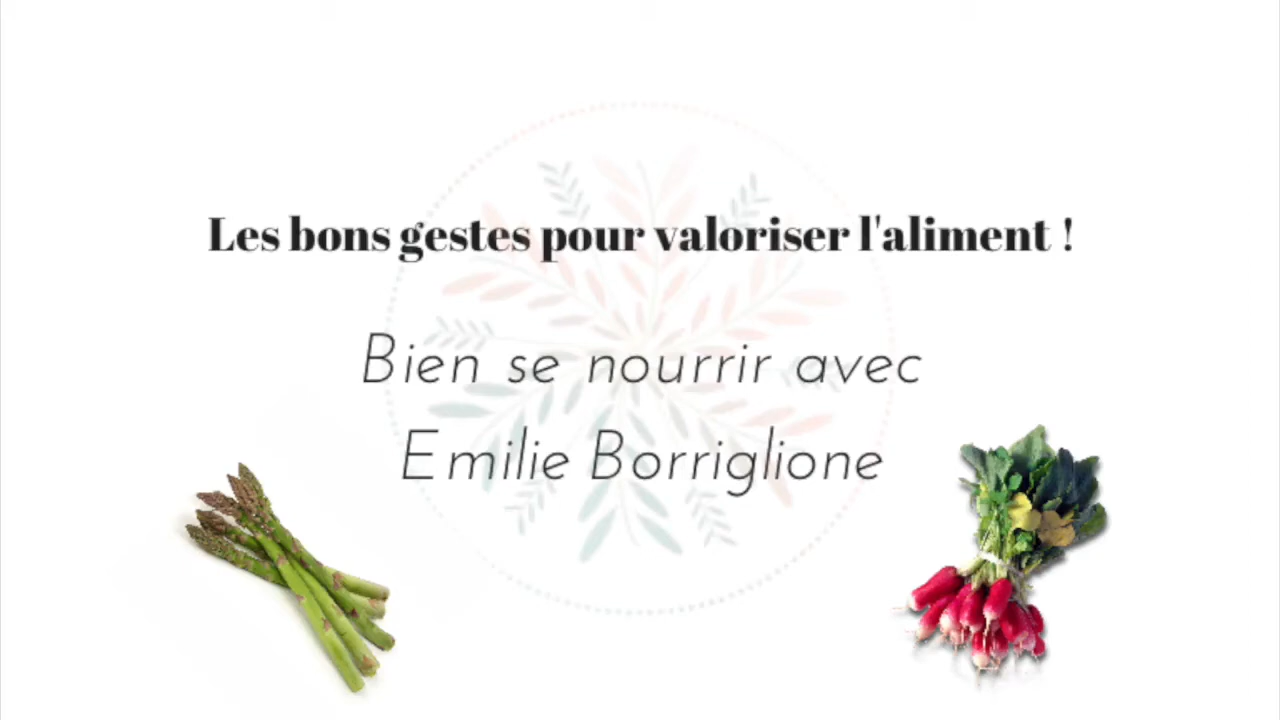 Les bons gestes pour valoriser l'aliment !
Bien se nourrir avec
Emilie Borriglione